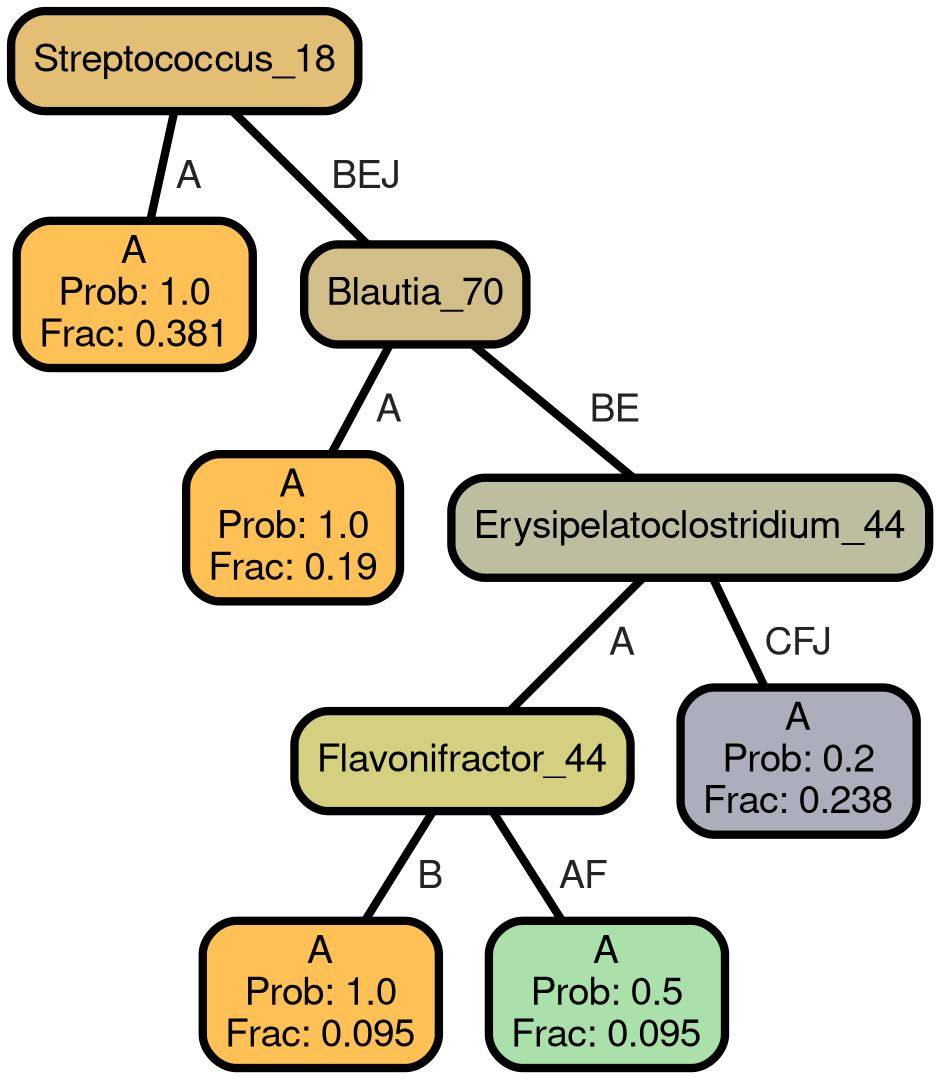 Streptococcus_18
A
BEJ
A
Prob: 1.0
Frac: 0.381
Blautia_70
A
BE
A
Prob: 1.0
Frac: 0.19
Erysipelatoclostridium_44
A
CFJ
Flavonifractor_44
A
Prob: 0.2
Frac: 0.238
B
AF
A
Prob: 1.0
Frac: 0.095
A
Prob: 0.5
Frac: 0.095